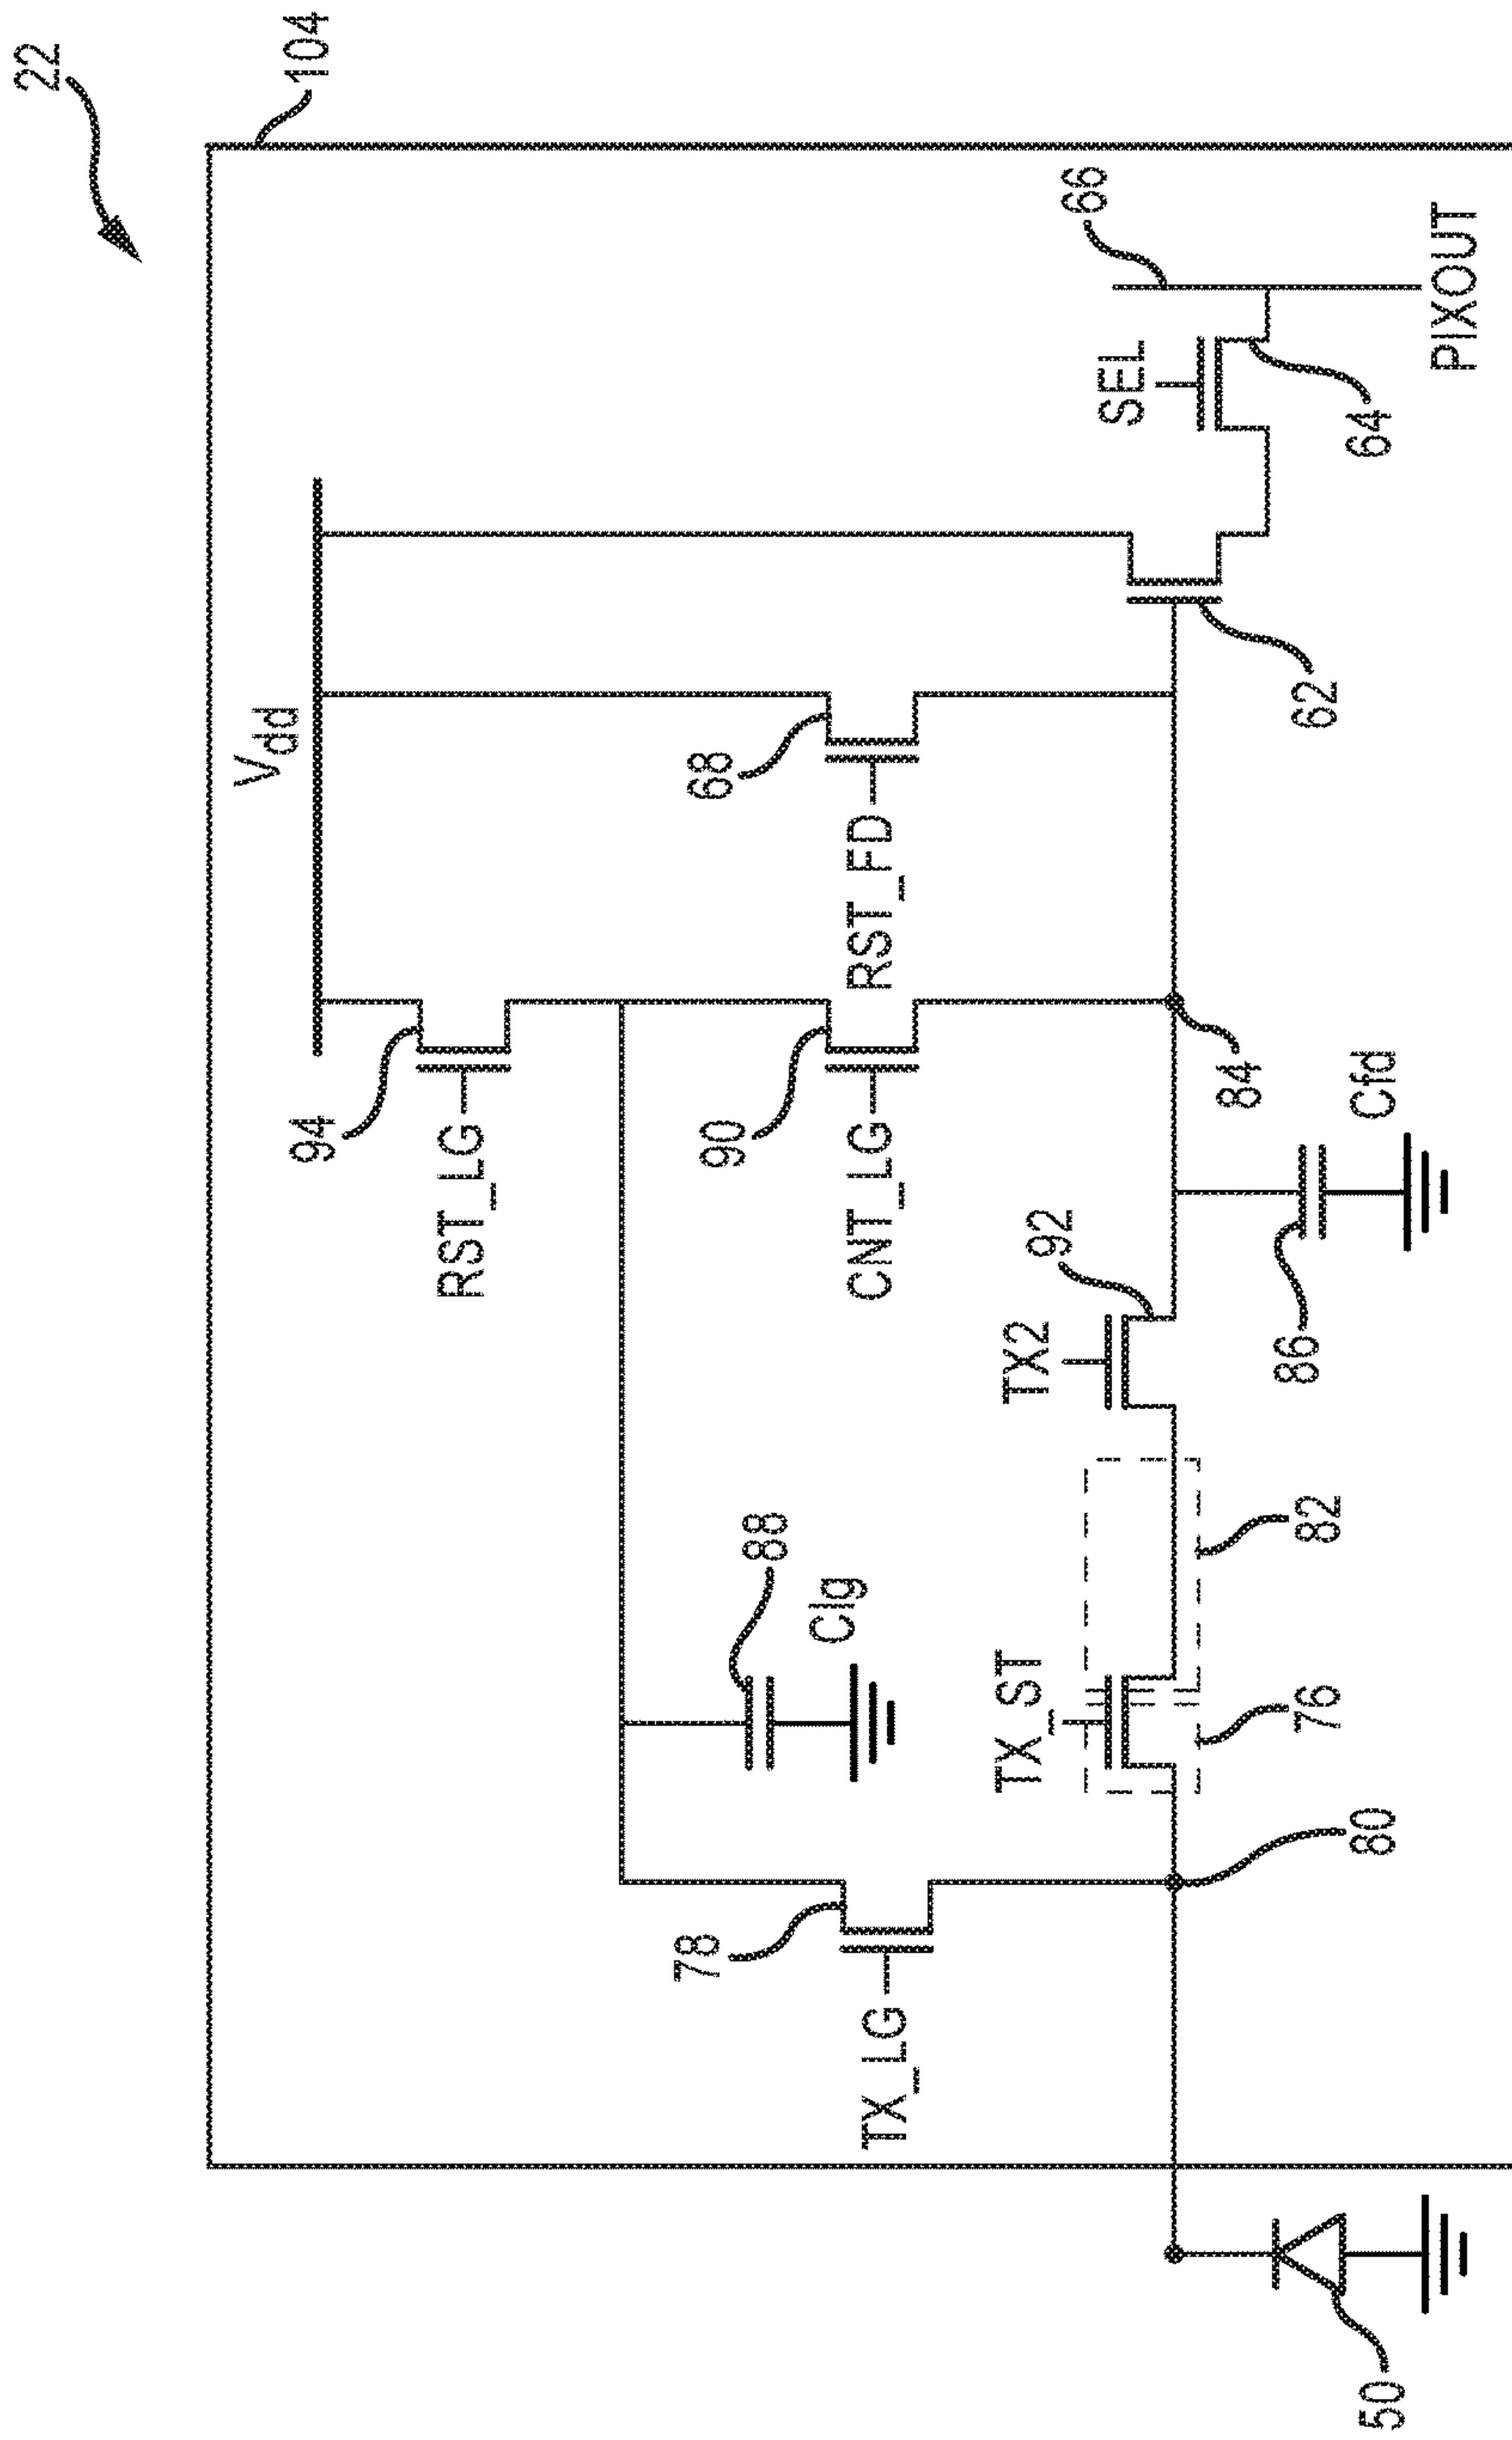 22
104
Vdd
94
RST_LG
68
RST_FD
66
SEL
64
PIXOUT
62
90
CNT_LG
84
Cfd
86
92
TX2
88
Clg
82
TX_ST
76
80
78
TX_LG
50